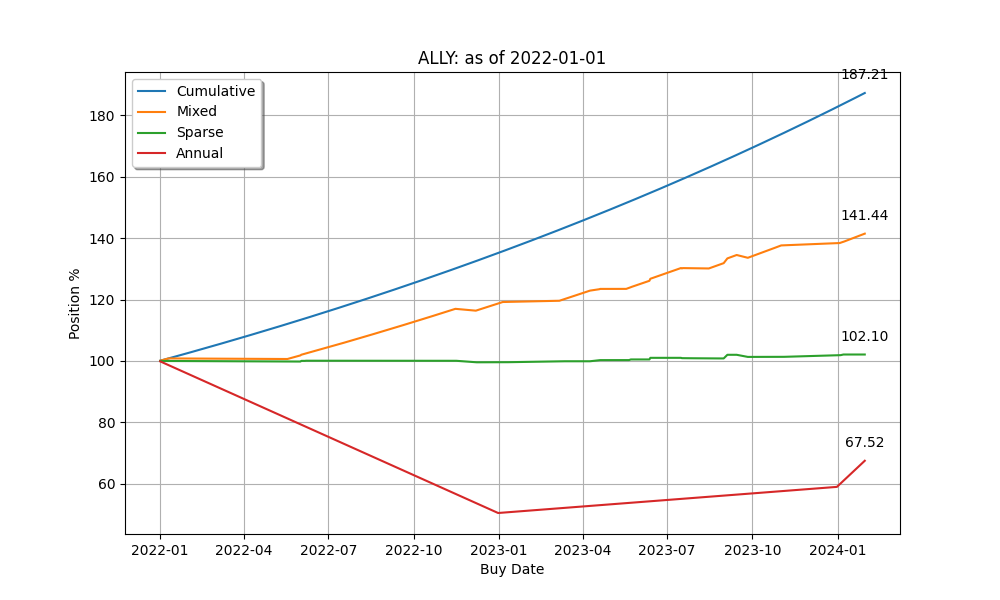 ALLY: as of 2022-01-01
187.21
Cumulative
Mixed
Sparse
Annual
141.44
102.10
67.52
180
160
140
120
100
80
60
Position %
2022-01 2022-04 2022-07 2022-10 2023-01 2023-04 2023-07 2023-10 2024-01
Buy Date